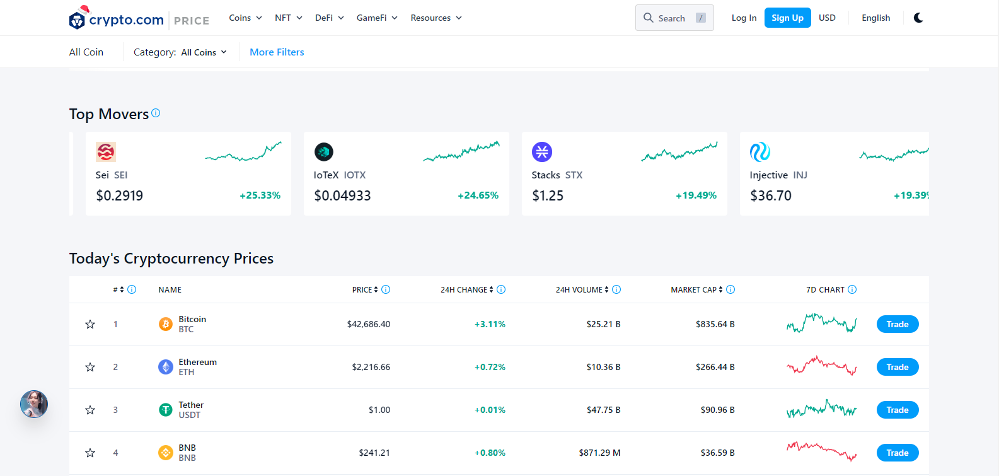 crypto.com PRICE Coins NFT DeFi GameFi Resources Search / Log In Sign Up USD English
All Coin Category: All Coins More Filters
Top Movers
Sei SEI
$0.2919 +25.33%
IoTeX IOTX
$0.04933 +24.65%
Stacks STX
$1.25 +19.49%
Injective INJ
$36.70 +19.39%
Today's Cryptocurrency Prices
# NAME PRICE 24H CHANGE 24H VOLUME MARKET CAP 7D CHART
1 Bitcoin BTC $42,686.40 +3.11% $25.21 B $835.64 B Trade
2 Ethereum ETH $2,216.66 +0.72% $10.36 B $266.44 B Trade
3 Tether USDT $1.00 +0.01% $47.75 B $90.96 B Trade
4 BNB BNB $241.21 +0.80% $871.29 M $36.59 B Trade